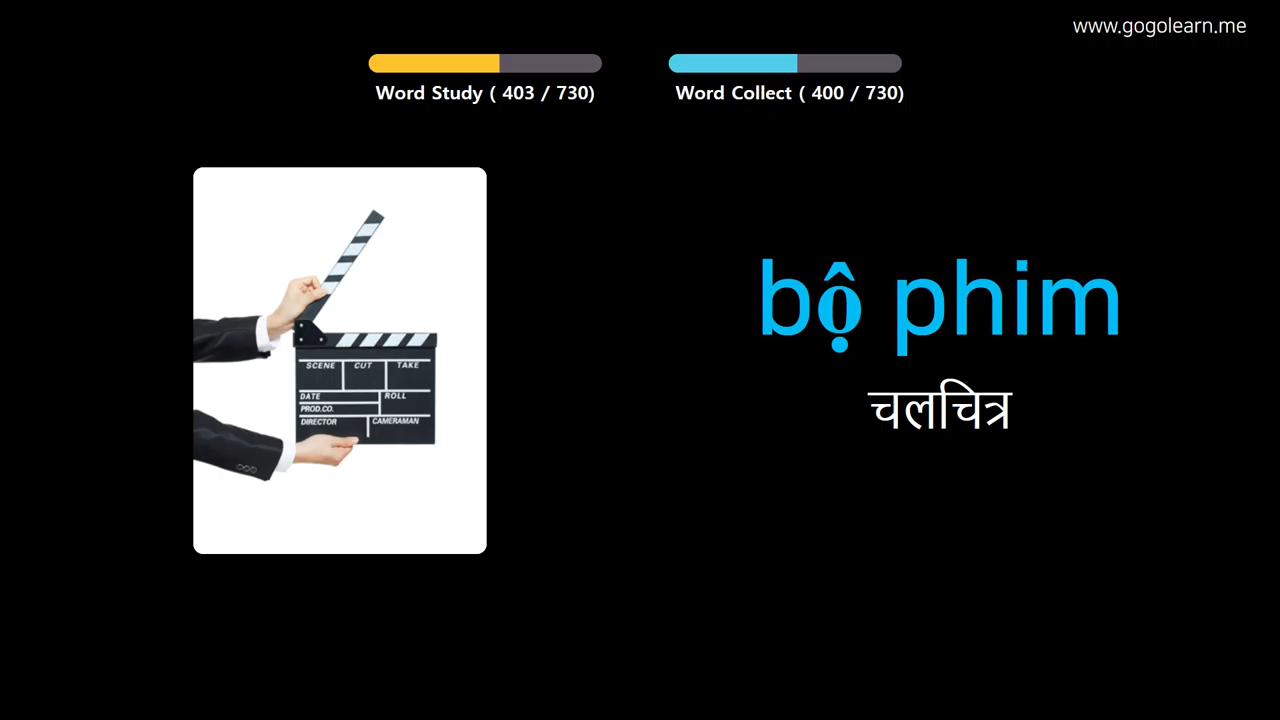 www.gogolearn.me
Word Study ( 403 / 730)
Word Collect ( 400 / 730)
SCENE CUT TAKE
DATE ROLL
PROD.CO.
DIRECTOR CAMERAMAN
bộ phim
चलचित्र